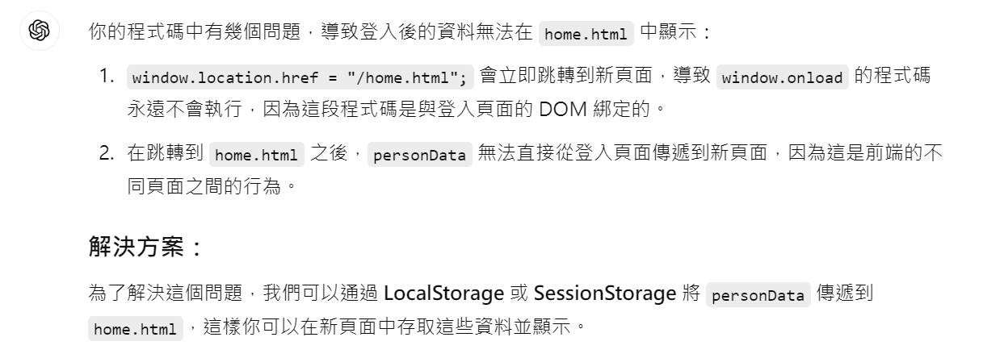 你的程式碼中有幾個問題，導致登入後的資料無法在 home.html 中顯示：
1. window.location.href = "/home.html"; 會立即跳轉到新頁面，導致 window.onload 的程式碼
永遠不會執行，因為這段程式碼是與登入頁面的 DOM 綁定的。
2. 在跳轉到 home.html 之後，personData 無法直接從登入頁面傳遞到新頁面，因為這是前端的不
同頁面之間的行為。
解決方案：
為了解決這個問題，我們可以通過 LocalStorage 或 SessionStorage 將 personData 傳遞到
home.html，這樣你可以在新頁面中存取這些資料並顯示。